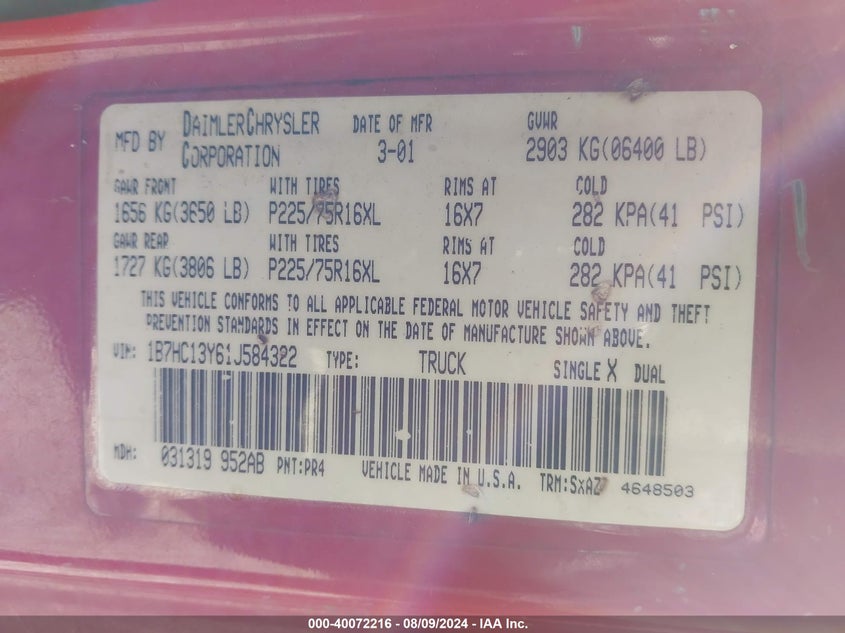 MFD BY DAIMLERCHRYSLER CORPORATION DATE OF MFR 3-01 GVWR 2903 KG(06400 LB)
GAWR FRONT WITH TIRES RIMS AT COLD
1656 KG(3650 LB) P225/75R16XL 16X7 282 KPA(41 PSI)
GAWR REAR WITH TIRES RIMS AT COLD
1727 KG(3806 LB) P225/75R16XL 16X7 282 KPA(41 PSI)
THIS VEHICLE CONFORMS TO ALL APPLICABLE FEDERAL MOTOR VEHICLE SAFETY AND THEFT
PREVENTION STANDARDS IN EFFECT ON THE DATE OF MANUFACTURE SHOWN ABOVE.
VIN: 1B7HC13Y61J584322 TYPE: TRUCK SINGLE X DUAL
MDH: 031319 952AB PNT:PR4 VEHICLE MADE IN U.S.A. TRM:SXAZ 4648503
000-40072216 - 08/09/2024 - IAA Inc.